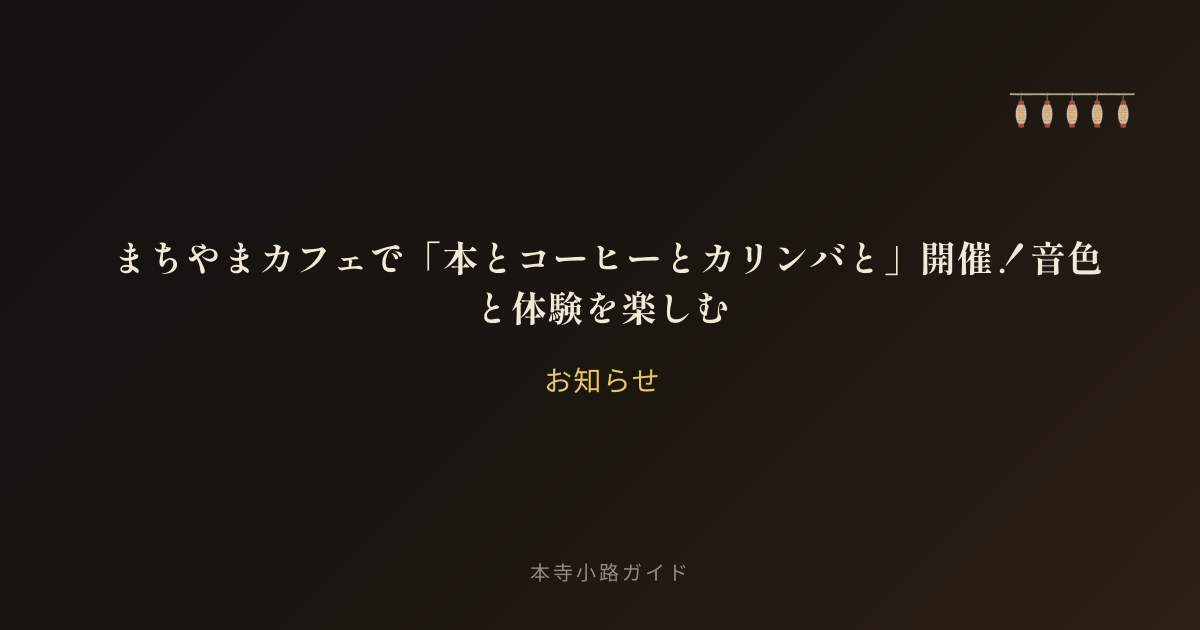 まちやまカフェで「本とコーヒーとカリンバと」開催！音色
と体験を楽しむ
お知らせ
本寺小路ガイド